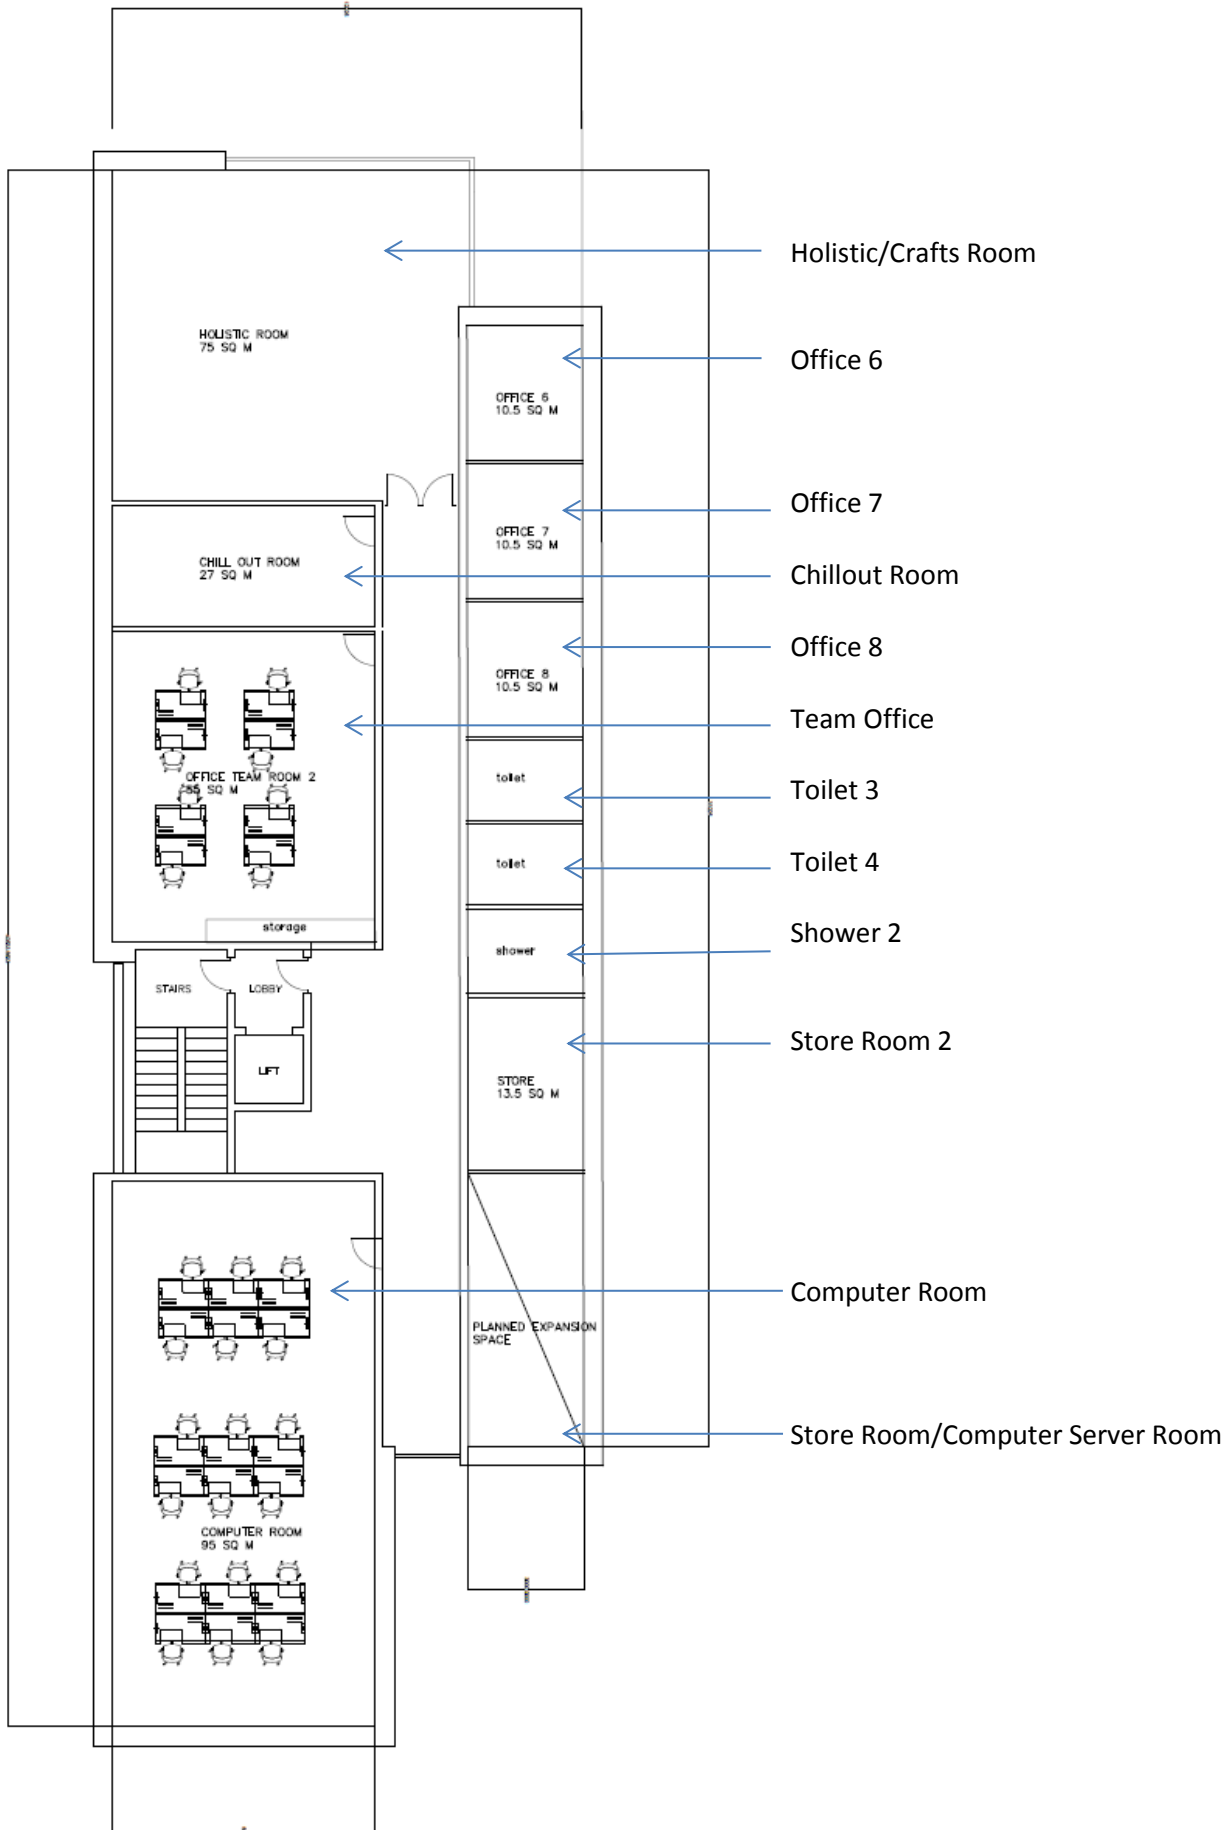 Holistic/Crafts Room
HOLISTIC ROOM
75 SQ M
Office 6
OFFICE 6
10.5 SQ M
Office 7
OFFICE 7
10.5 SQ M
CHILL OUT ROOM
27 SQ M
Chillout Room
Office 8
OFFICE 8
10.5 SQ M
Team Office
OFFICE TEAM ROOM 2
SQ M
toilet
Toilet 3
toilet
Toilet 4
storage
Shower 2
shower
STAIRS
LOBBY
Store Room 2
LIFT
STORE
13.5 SQ M
Computer Room
PLANNED EXPANSION
SPACE
Store Room/Computer Server Room
COMPUTER ROOM
95 SQ M